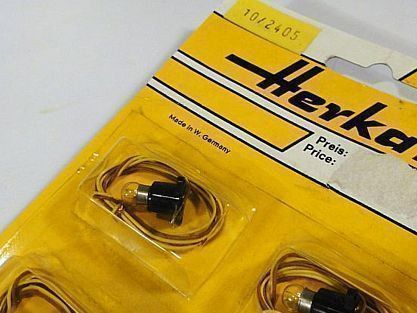 10/2405
Herka
Preis:
Price:
Made in W. Germany